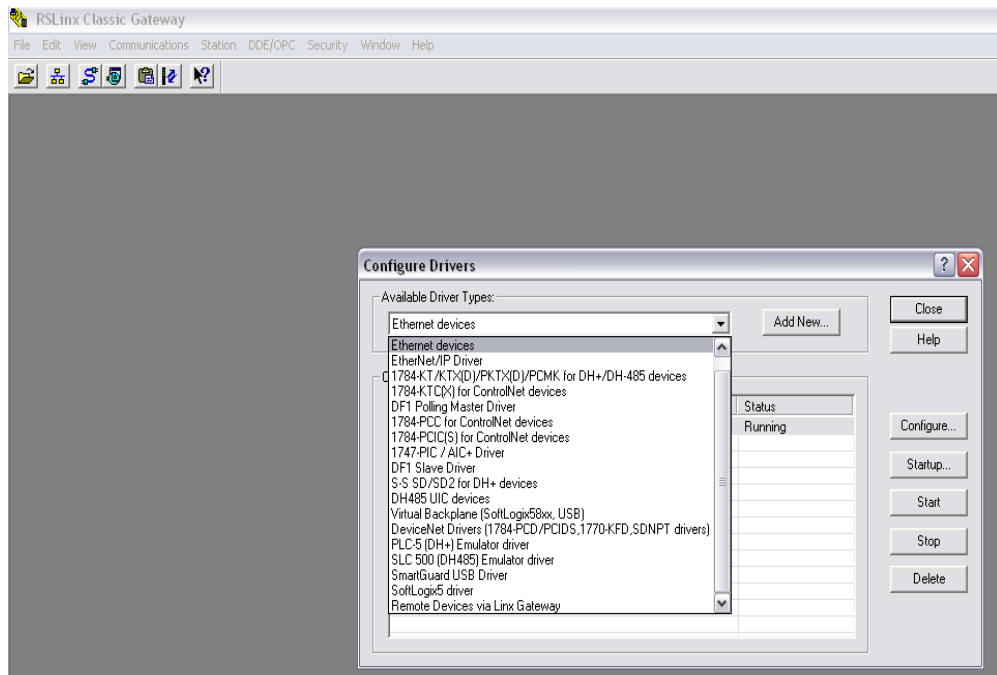 RSLinx Classic Gateway
File Edit View Communications Station DDE/OPC Security Window Help
Configure Drivers
Available Driver Types:
Ethernet devices
Add New...
Close
Help
Ethernet devices
EtherNet/IP Driver
1784-KT/KTX(D)/PKTX(D)/PCMK for DH+/DH-485 devices
1784-KTC(X) for ControlNet devices
DF1 Polling Master Driver
1784-PCC for ControlNet devices
1784-PCIC(S) for ControlNet devices
1747-PIC / AIC+ Driver
DF1 Slave Driver
S-S SD/SD2 for DH+ devices
DH485 UIC devices
Virtual Backplane (SoftLogix58xx, USB)
DeviceNet Drivers (1784-PCD/PCIDS,1770-KFD,SDNPT drivers)
PLC-5 (DH+) Emulator driver
SLC 500 (DH485) Emulator driver
SmartGuard USB Driver
SoftLogix5 driver
Remote Devices via Linx Gateway
Status
Running
Configure...
Startup...
Start
Stop
Delete